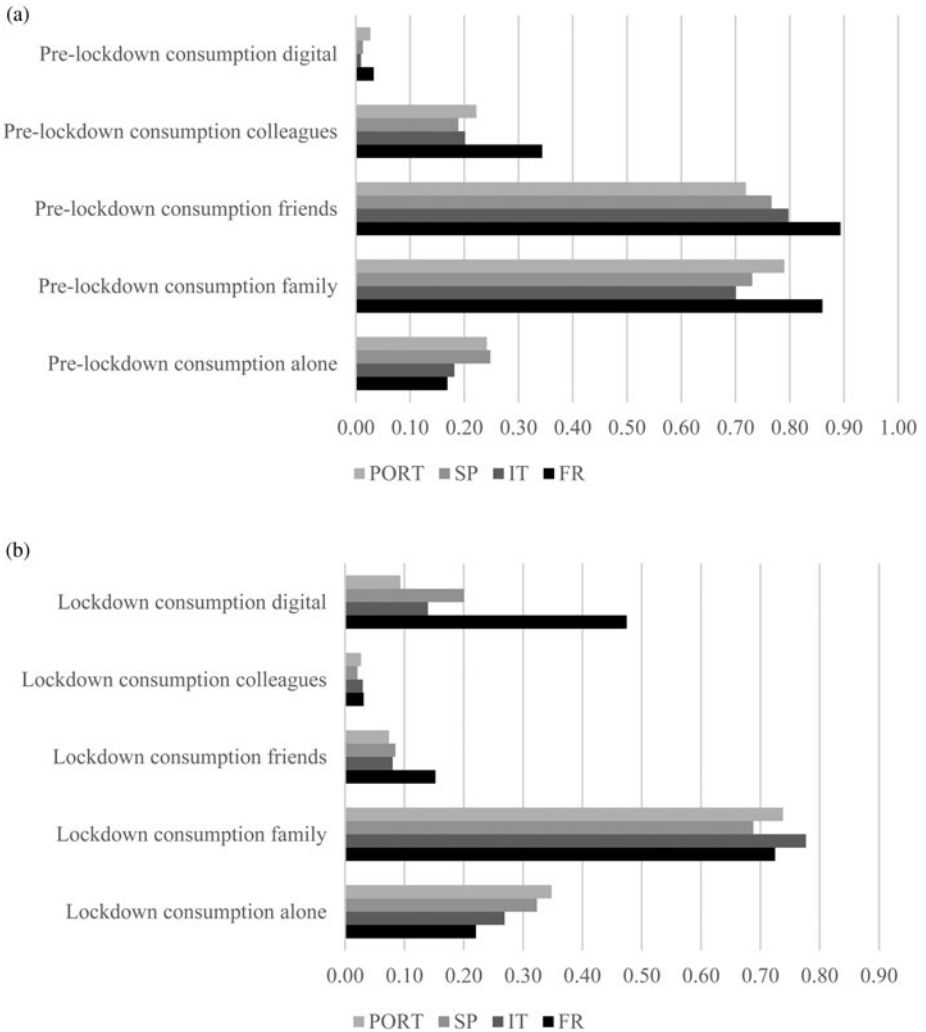 (a)
Pre-lockdown consumption digital
Pre-lockdown consumption colleagues
Pre-lockdown consumption friends
Pre-lockdown consumption family
Pre-lockdown consumption alone
0.00 0.10 0.20 0.30 0.40 0.50 0.60 0.70 0.80 0.90 1.00
PORT SP IT FR
(b)
Lockdown consumption digital
Lockdown consumption colleagues
Lockdown consumption friends
Lockdown consumption family
Lockdown consumption alone
0.00 0.10 0.20 0.30 0.40 0.50 0.60 0.70 0.80 0.90
PORT SP IT FR